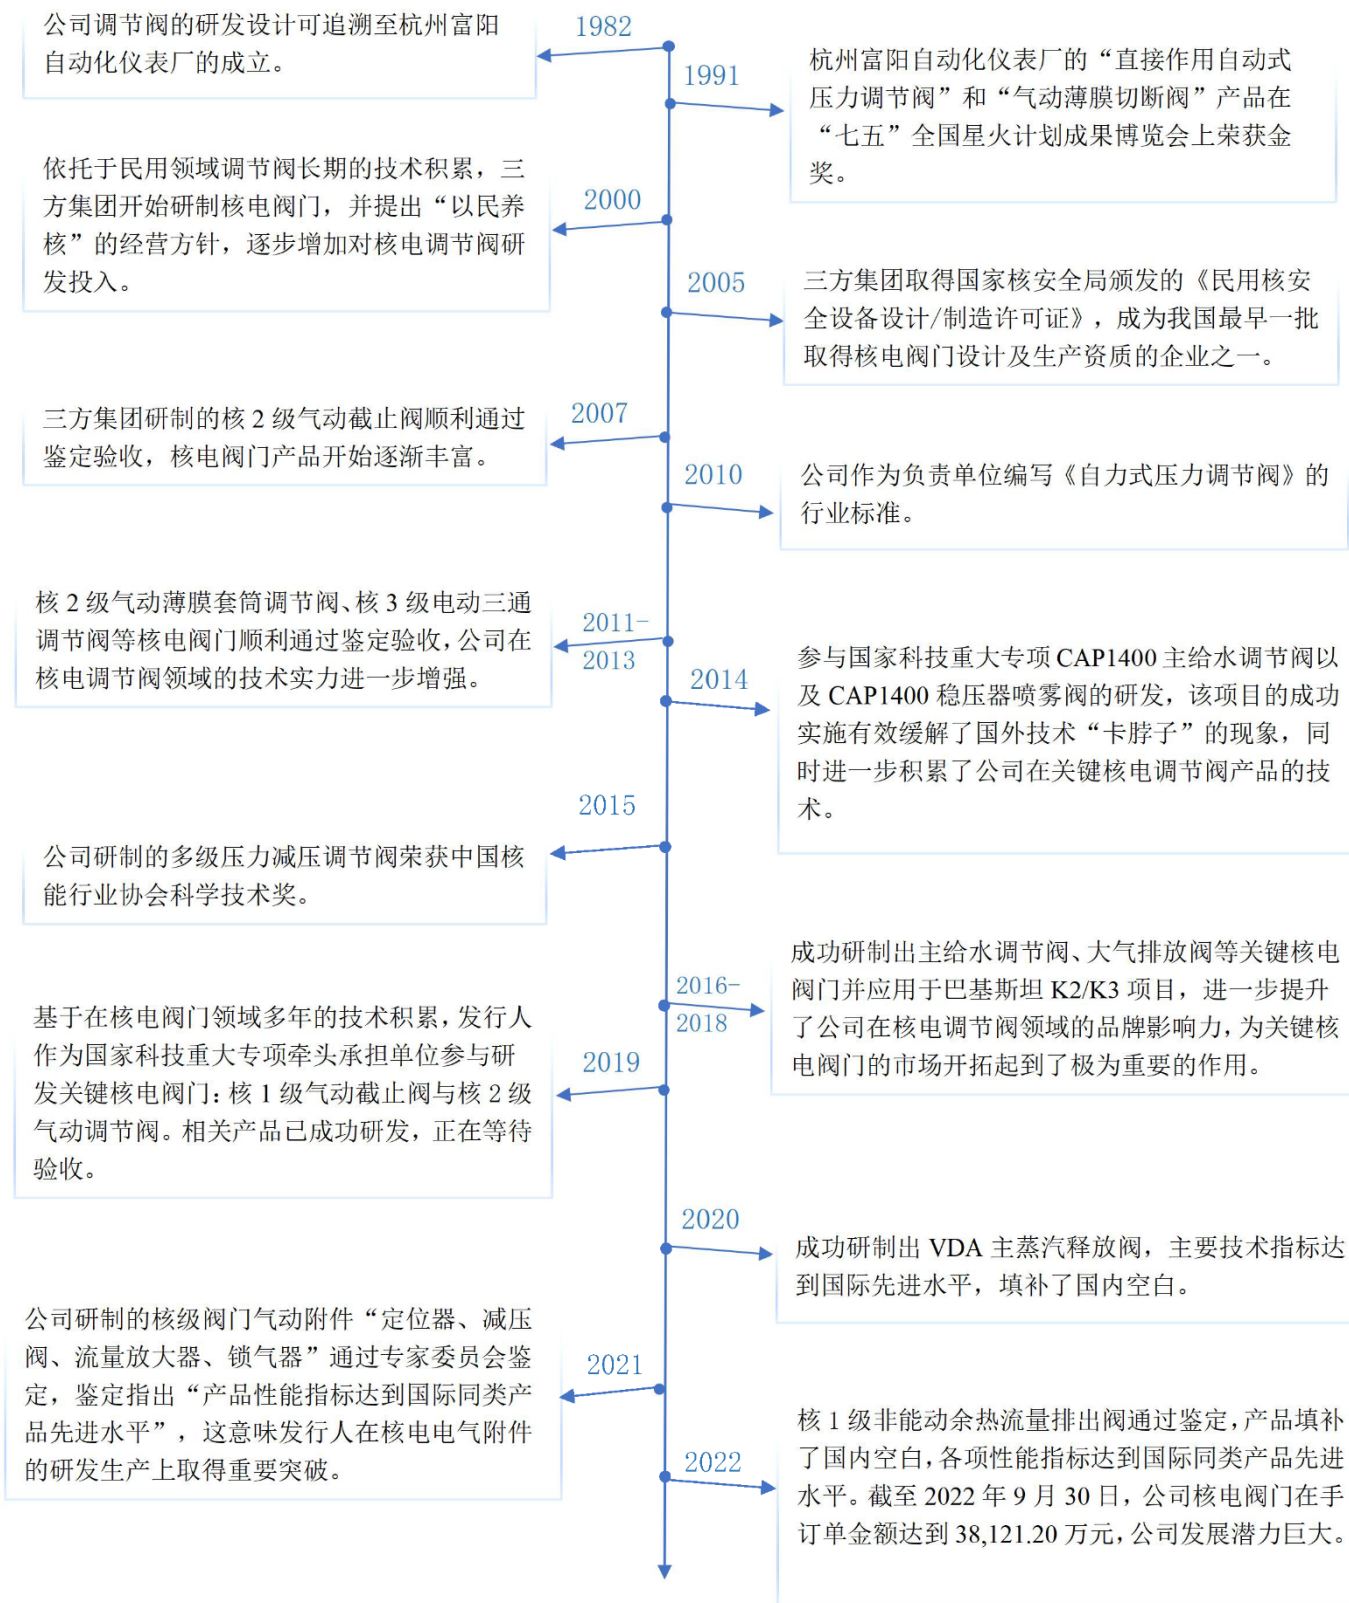 1982
公司调节阀的研发设计可追溯至杭州富阳
自动化仪表厂的成立。
1991
杭州富阳自动化仪表厂的“直接作用自动式
压力调节阀”和“气动薄膜切断阀”产品在
“七五”全国星火计划成果博览会上荣获金
奖。
2000
依托于民用领域调节阀长期的技术积累，三
方集团开始研制核电阀门，并提出“以民养
核”的经营方针，逐步增加对核电调节阀研
发投入。
2005
三方集团取得国家核安全局颁发的《民用核安
全设备设计/制造许可证》，成为我国最早一批
取得核电阀门设计及生产资质的企业之一。
2007
三方集团研制的核 2 级气动截止阀顺利通过
鉴定验收，核电阀门产品开始逐渐丰富。
2010
公司作为负责单位编写《自力式压力调节阀》的
行业标准。
2011-
2013
核 2 级气动薄膜套筒调节阀、核 3 级电动三通
调节阀等核电阀门顺利通过鉴定验收，公司在
核电调节阀领域的技术实力进一步增强。
2014
参与国家科技重大专项 CAP1400 主给水调节阀以
及 CAP1400 稳压器喷雾阀的研发，该项目的成功
实施有效缓解了国外技术“卡脖子”的现象，同
时进一步积累了公司在关键核电调节阀产品的技
术。
2015
公司研制的多级压力减压调节阀荣获中国核
能行业协会科学技术奖。
2016-
2018
成功研制出主给水调节阀、大气排放阀等关键核电
阀门并应用于巴基斯坦 K2/K3 项目，进一步提升
了公司在核电调节阀领域的品牌影响力，为关键核
电阀门的市场开拓起到了极为重要的作用。
2019
基于在核电阀门领域多年的技术积累，发行人
作为国家科技重大专项牵头承担单位参与研
发关键核电阀门：核 1 级气动截止阀与核 2 级
气动调节阀。相关产品已成功研发，正在等待
验收。
2020
成功研制出 VDA 主蒸汽释放阀，主要技术指标达
到国际先进水平，填补了国内空白。
2021
公司研制的核级阀门气动附件“定位器、减压
阀、流量放大器、锁气器”通过专家委员会鉴
定，鉴定指出“产品性能指标达到国际同类产
品先进水平”，这意味发行人在核电电气附件
的研发生产上取得重要突破。
2022
核 1 级非能动余热流量排出阀通过鉴定，产品填补
了国内空白，各项性能指标达到国际同类产品先进
水平。截至 2022 年 9 月 30 日，公司核电阀门在手
订单金额达到 38,121.20 万元，公司发展潜力巨大。